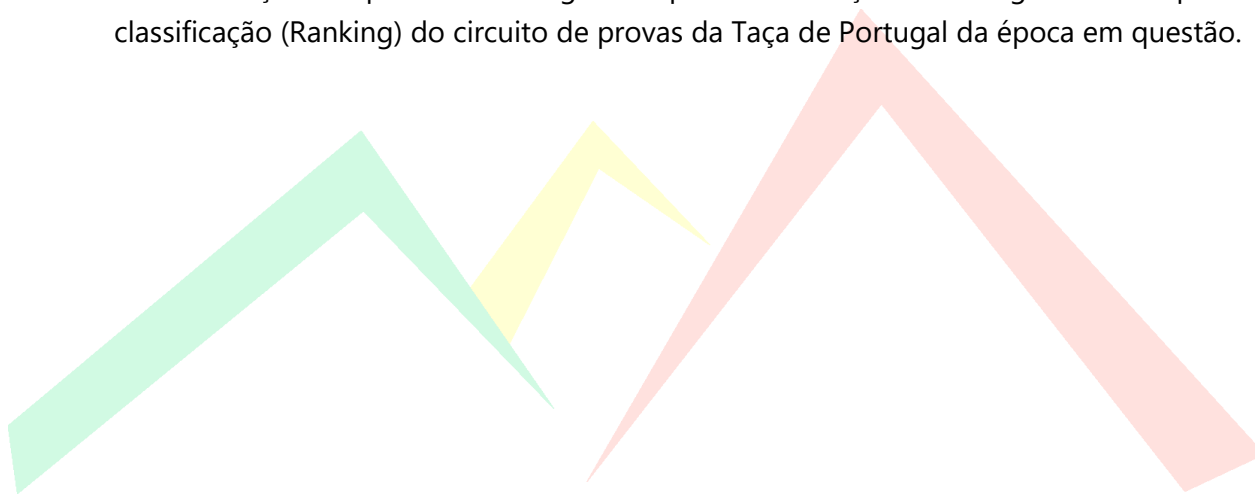 classificação (Ranking) do circuito de provas da Taça de Portugal da época em questão.